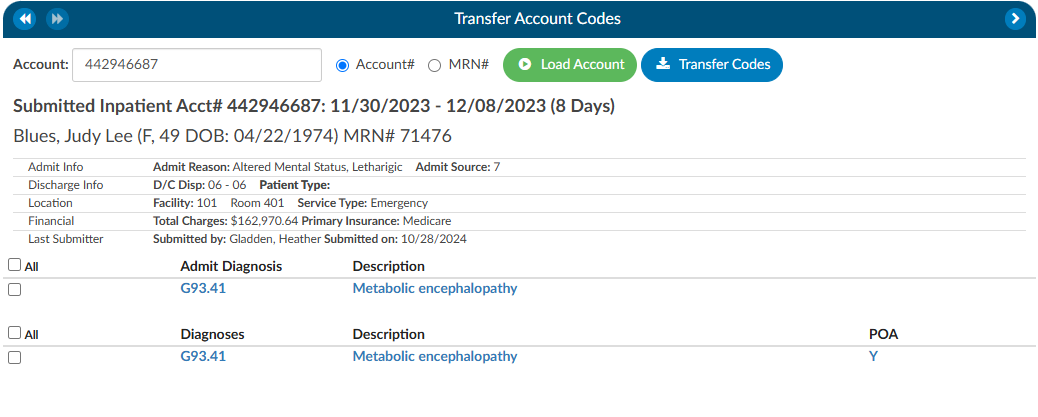 Transfer Account Codes
Account: 442946687 Account# MRN# Load Account Transfer Codes
Submitted Inpatient Acct# 442946687: 11/30/2023 - 12/08/2023 (8 Days)
Blues, Judy Lee (F, 49 DOB: 04/22/1974) MRN# 71476
Admit Info Admit Reason: Altered Mental Status, Letharigic Admit Source: 7
Discharge Info D/C Disp: 06 - 06 Patient Type:
Location Facility: 101 Room 401 Service Type: Emergency
Financial Total Charges: $162,970.64 Primary Insurance: Medicare
Last Submitter Submitted by: Gladden, Heather Submitted on: 10/28/2024
All Admit Diagnosis Description
G93.41 Metabolic encephalopathy
All Diagnoses Description POA
G93.41 Metabolic encephalopathy Y